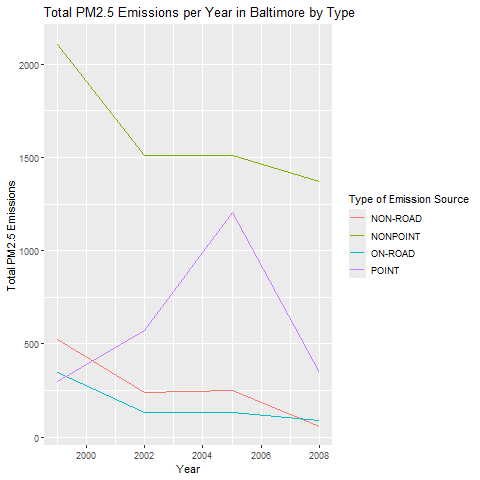 Total PM2.5 Emissions per Year in Baltimore by Type
2000
1500
1000
500
0
Total PM2.5 Emissions
2000
2002
2004
2006
2008
Year
Type of Emission Source
NON-ROAD
NONPOINT
ON-ROAD
POINT